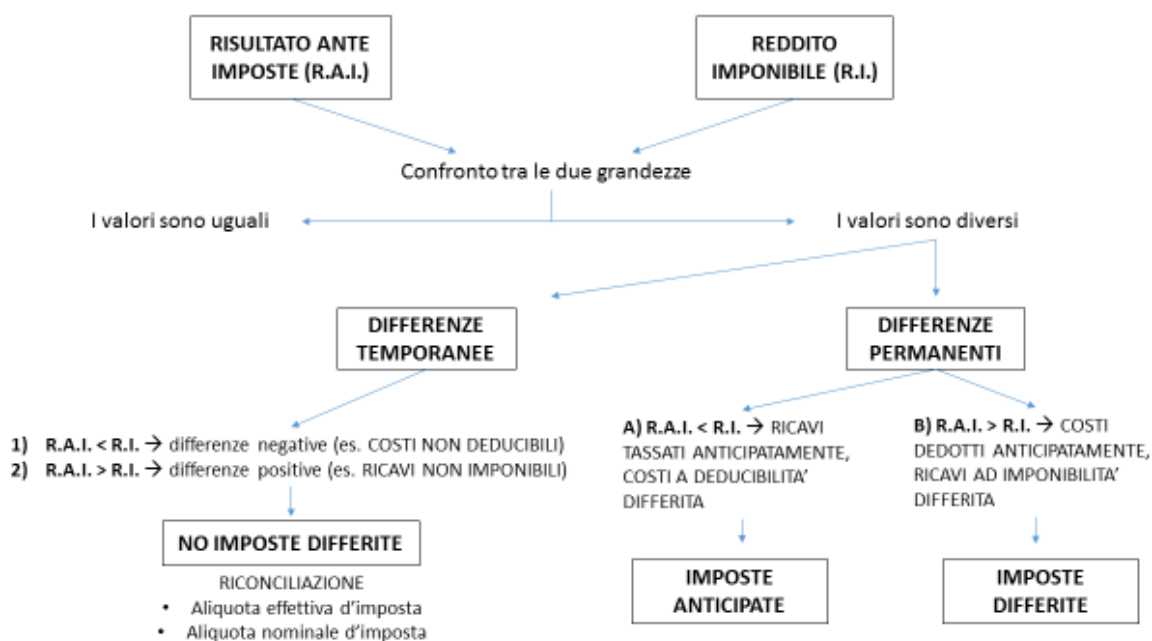 RISULTATO ANTE
IMPOSTE (R.A.I.)
REDDITO
IMPONIBILE (R.I.)
Confronto tra le due grandezze
I valori sono uguali
I valori sono diversi
DIFFERENZE
TEMPORANEE
DIFFERENZE
PERMANENTI
1) R.A.I. < R.I. → differenze negative (es. COSTI NON DEDUCIBILI)
2) R.A.I. > R.I. → differenze positive (es. RICAVI NON IMPONIBILI)
A) R.A.I. < R.I. → RICAVI
TASSATI ANTICIPATAMENTE,
COSTI A DEDUCIBILITA'
DIFFERITA
B) R.A.I. > R.I. → COSTI
DEDOTTI ANTICIPATAMENTE,
RICAVI AD IMPONIBILITA'
DIFFERITA
NO IMPOSTE DIFFERITE
RICONCILIAZIONE
• Aliquota effettiva d'imposta
• Aliquota nominale d'imposta
IMPOSTE
ANTICIPATE
IMPOSTE
DIFFERITE